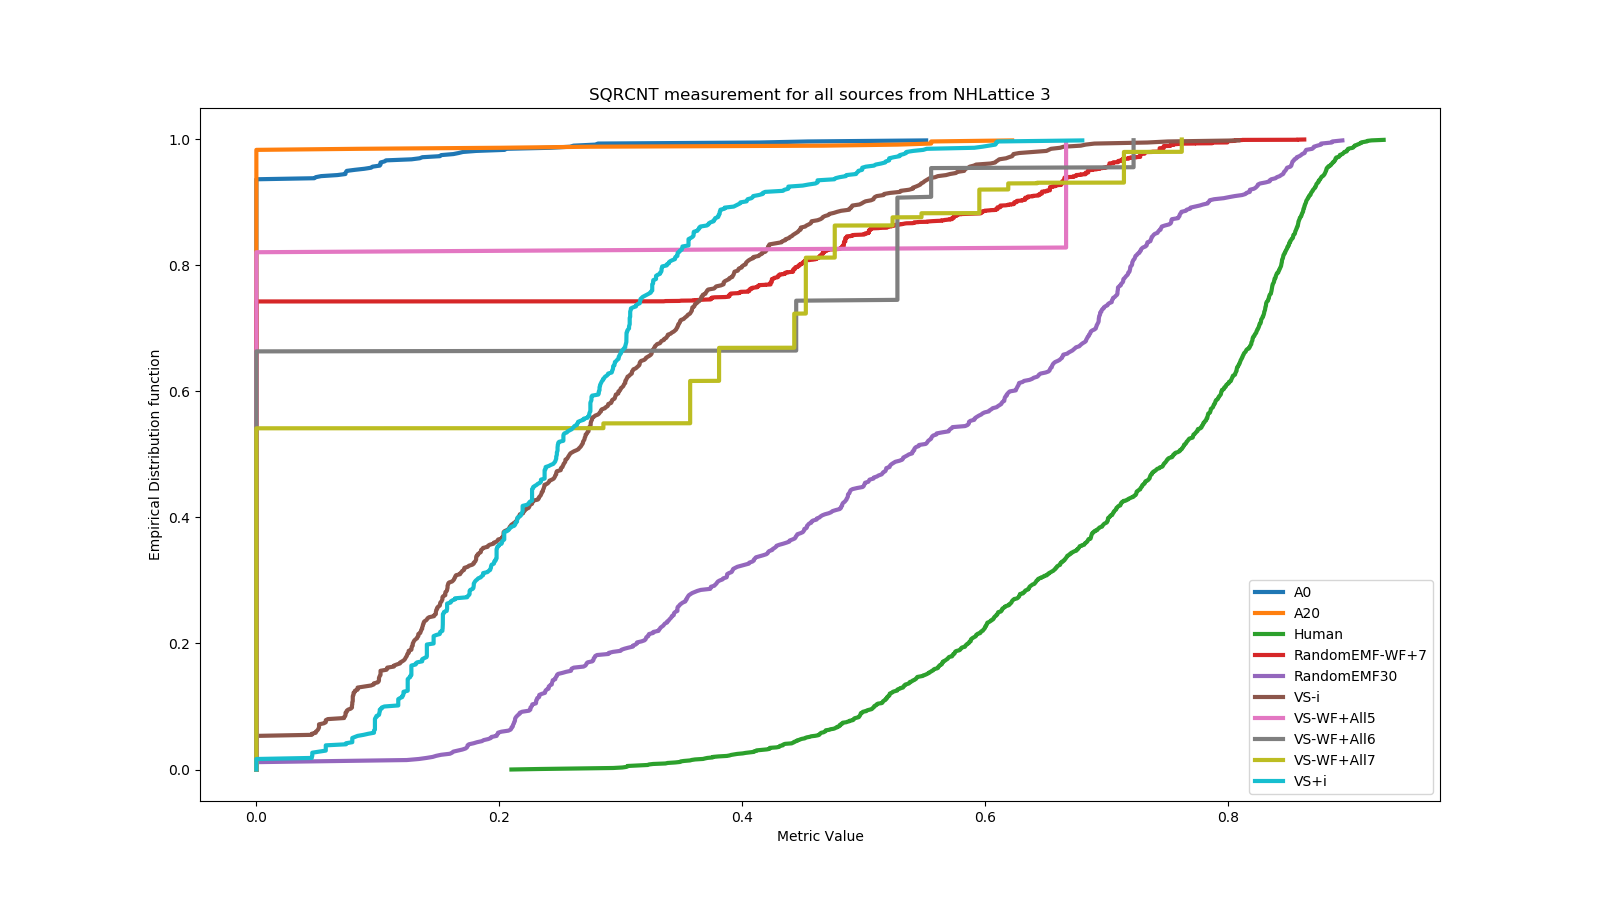 SQRCNT measurement for all sources from NHLattice 3
Empirical Distribution function
1.0
0.8
0.6
0.4
0.2
0.0
0.0 0.2 0.4 0.6 0.8
Metric Value
A0
A20
Human
RandomEMF-WF+7
RandomEMF30
VS-i
VS-WF+All5
VS-WF+All6
VS-WF+All7
VS+i